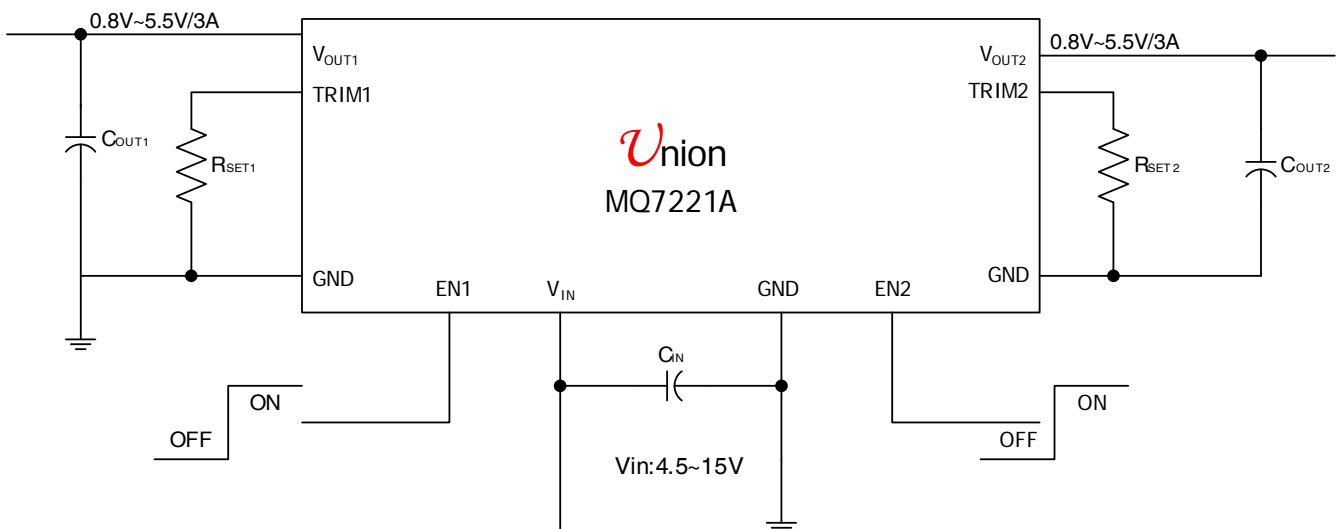 0.8V~5.5V/3A
0.8V~5.5V/3A
VOUT1
VOUT2
TRIM1
TRIM2
COUT1
RSET1
Union
MQ7221A
RSET2
COUT2
GND
EN1
VIN
GND
EN2
GND
CIN
ON
OFF
ON
OFF
Vin:4.5~15V